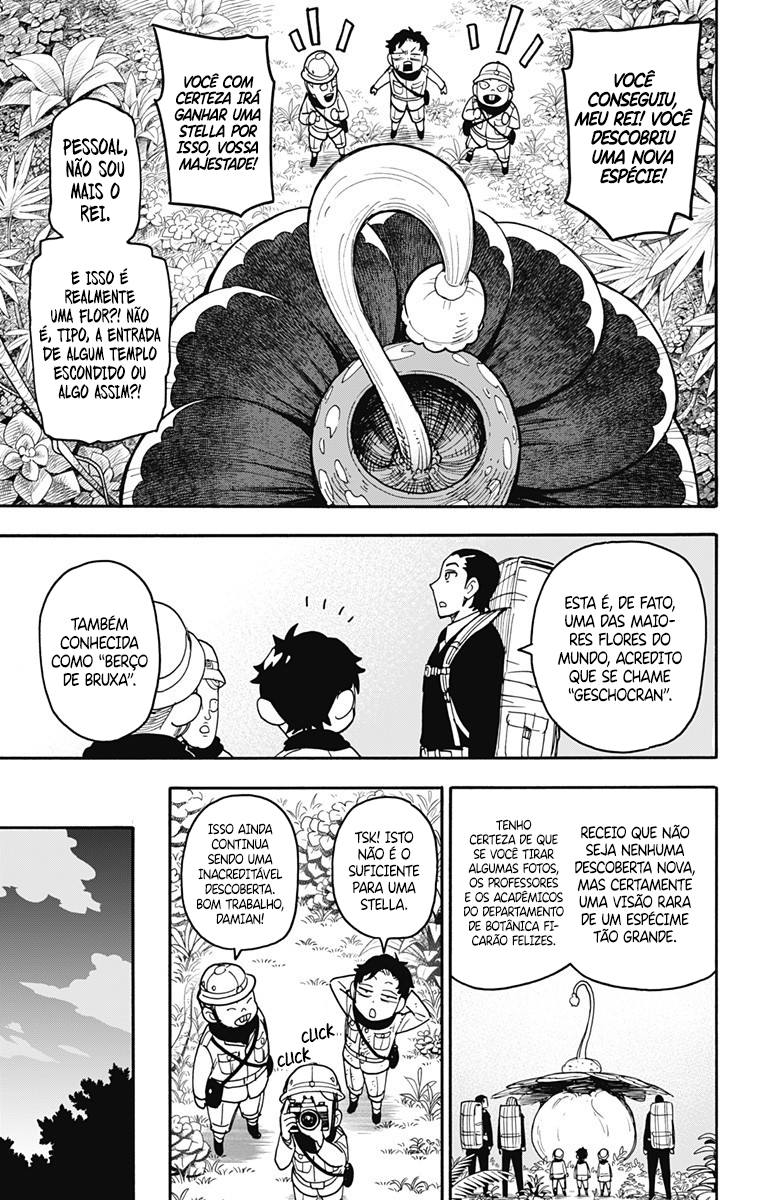 VOCÊ
CONSEGUIU,
MEU REI! VOCÊ
DESCOBRIU
UMA NOVA
ESPÉCIE!
VOCÊ COM
CERTEZA IRÁ
GANHAR UMA
STELLA POR
ISSO, VOSSA
MAJESTADE!
PESSOAL,
NÃO SOU
MAIS O
REI.
E ISSO É
REALMENTE
UMA FLOR?! NÃO
É, TIPO, A ENTRADA
DE ALGUM TEMPLO
ESCONDIDO OU
ALGO ASSIM?!
ESTA É, DE FATO,
UMA DAS MAIO-
RES FLORES DO
MUNDO, ACREDITO
QUE SE CHAME
"GESCHOCRAN".
TAMBÉM
CONHECIDA
COMO "BERÇO
DE BRUXA".
RECEIO QUE NÃO
SEJA NENHUMA
DESCOBERTA NOVA,
MAS CERTAMENTE
UMA VISÃO RARA
DE UM ESPÉCIME
TÃO GRANDE.
TENHO
CERTEZA DE QUE
SE VOCÊ TIRAR
ALGUMAS FOTOS,
OS PROFESSORES
E OS ACADÊMICOS
DO DEPARTAMENTO
DE BOTÂNICA FI-
CARÃO FELIZES.
TSK! ISTO
NÃO É O
SUFICIENTE
PARA UMA
STELLA.
ISSO AINDA
CONTINUA
SENDO UMA
INACREDITÁVEL
DESCOBERTA.
BOM TRABALHO,
DAMIAN!
CLICK
CLICK